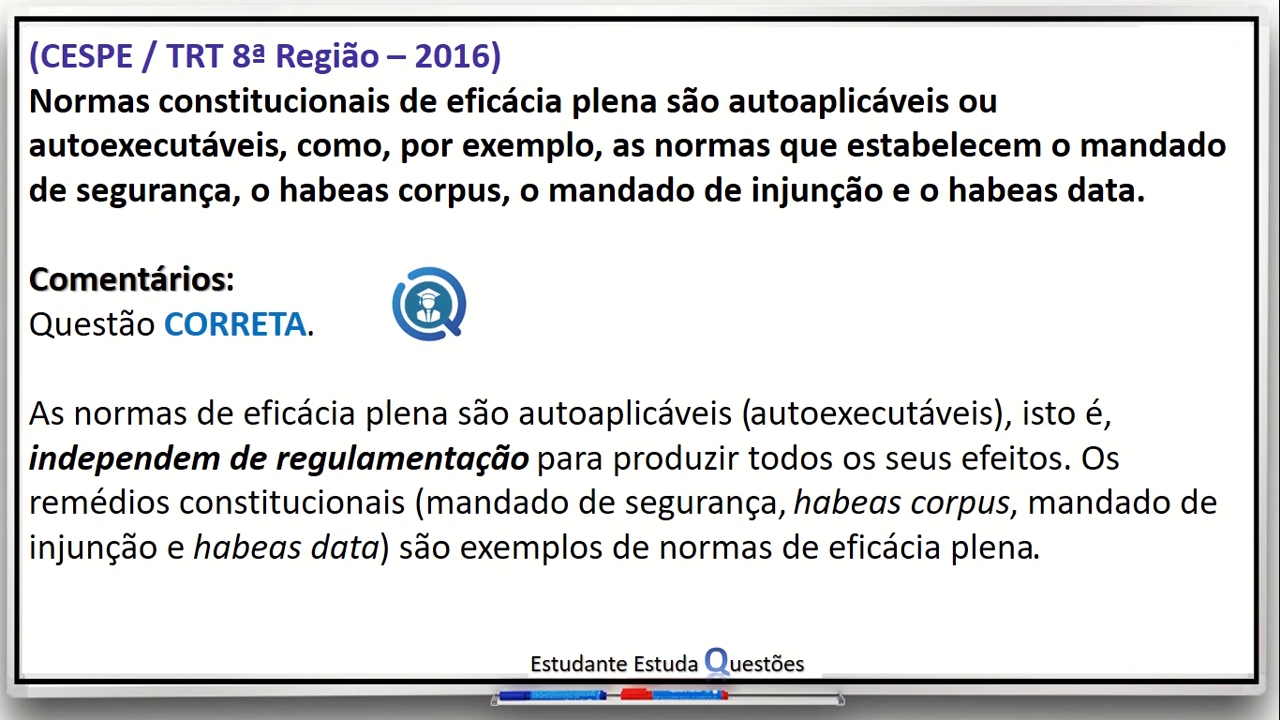 (CESPE / TRT 8ª Região – 2016)
Normas constitucionais de eficácia plena são autoaplicáveis ou
autoexecutáveis, como, por exemplo, as normas que estabelecem o mandado
de segurança, o habeas corpus, o mandado de injunção e o habeas data.
Comentários:
Questão CORRETA.
As normas de eficácia plena são autoaplicáveis (autoexecutáveis), isto é,
independem de regulamentação para produzir todos os seus efeitos. Os
remédios constitucionais (mandado de segurança, habeas corpus, mandado de
injunção e habeas data) são exemplos de normas de eficácia plena.
Estudante Estuda Questões